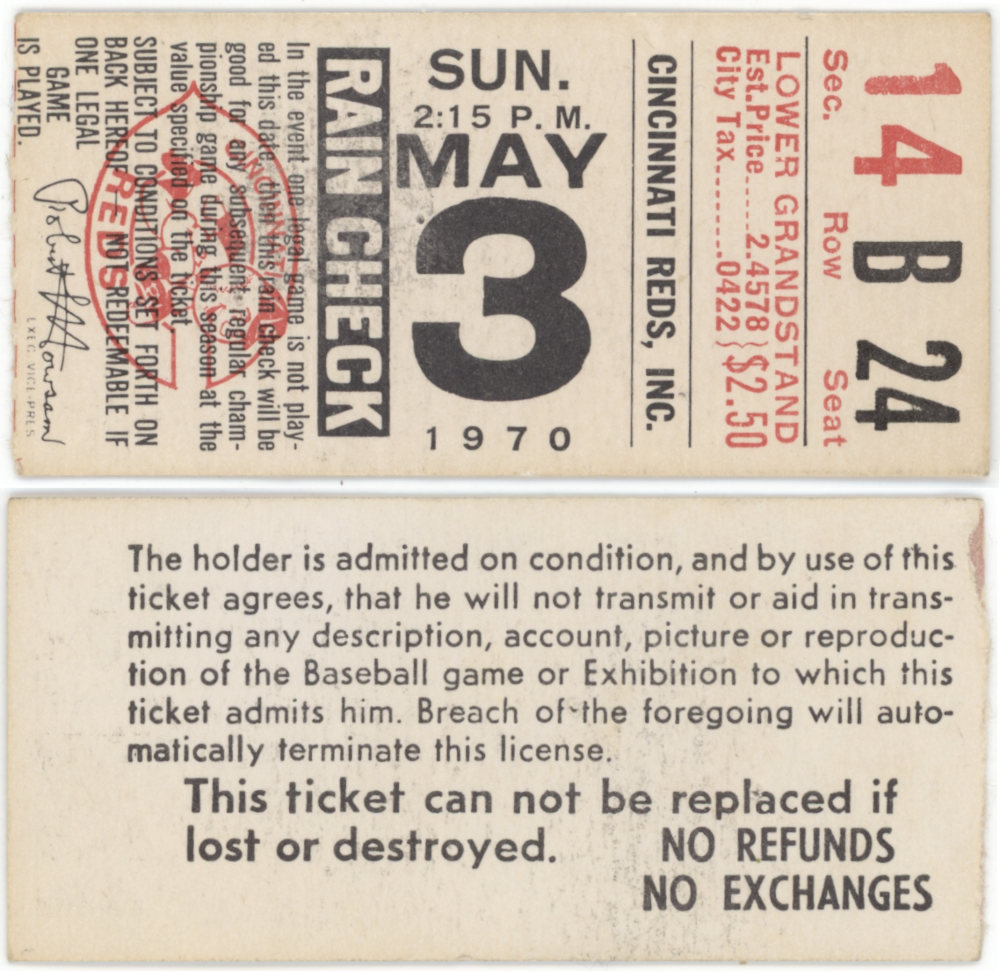 SUN.
2:15 P. M.
MAY
3
1970
14 B 24
Sec. Row Seat
LOWER GRANDSTAND
Est.Price....2.4578 } $2.50
City Tax........0422
CINCINNATI REDS, INC.
RAIN CHECK
In the event one legal game is not play-
ed this date, then this rain check will be
good for any subsequent regular cham-
pionship game during this season at the
value specified on the ticket,
SUBJECT TO CONDITIONS SET FORTH ON
BACK HEREOF — NOT REDEEMABLE IF
ONE LEGAL
GAME
IS PLAYED.
CINCINNATI
REDS
Robert L Howsam
EXEC. VICE-PRES
The holder is admitted on condition, and by use of this
ticket agrees, that he will not transmit or aid in trans-
mitting any description, account, picture or reproduc-
tion of the Baseball game or Exhibition to which this
ticket admits him. Breach of the foregoing will auto-
matically terminate this license.
This ticket can not be replaced if
lost or destroyed. NO REFUNDS
NO EXCHANGES